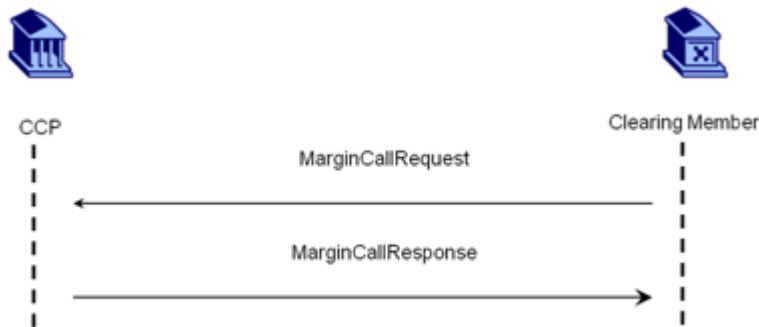 CCP
Clearing Member
MarginCallRequest
MarginCallResponse